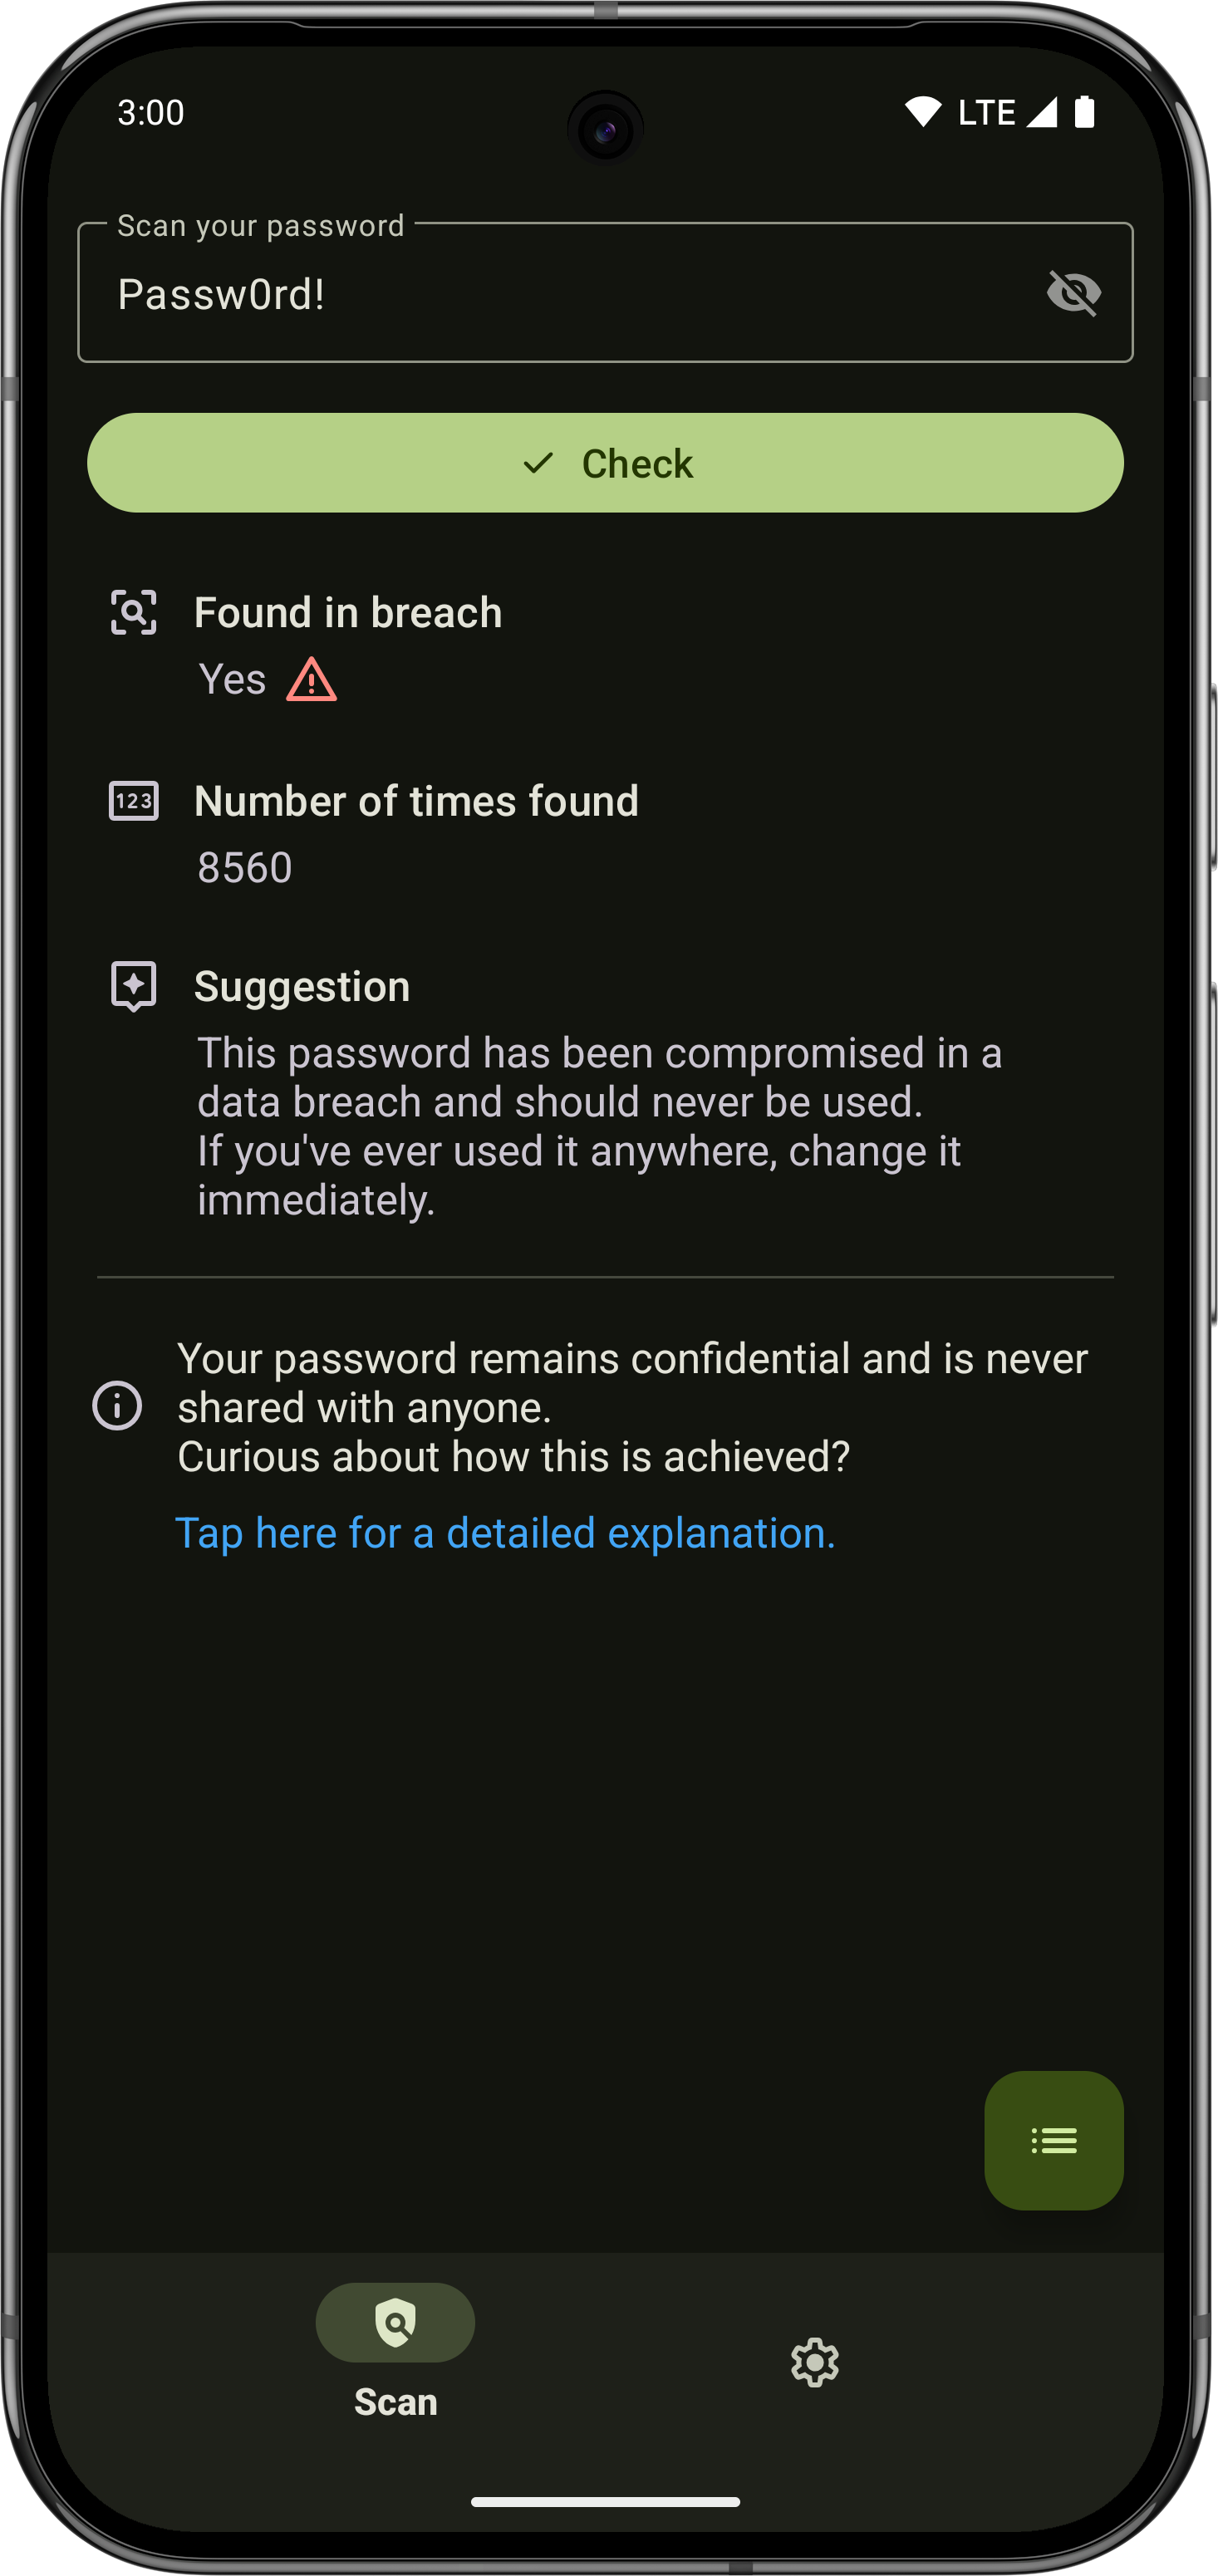 3:00 LTE
Scan your password
Passw0rd!
Check
Found in breach
Yes
123 Number of times found
8560
Suggestion
This password has been compromised in a
data breach and should never be used.
If you've ever used it anywhere, change it
immediately.
Your password remains confidential and is never
shared with anyone.
Curious about how this is achieved?
Tap here for a detailed explanation.
Scan